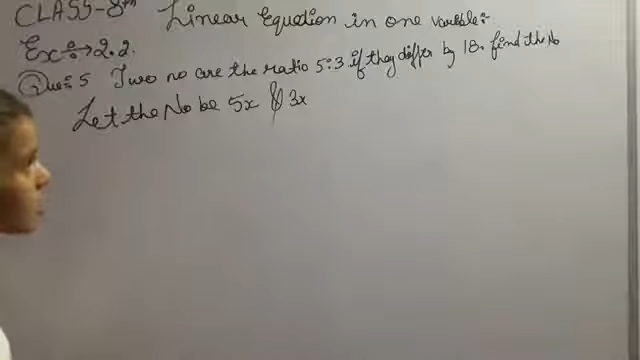 CLASS-8th Linear Equation in one variable:-
Ex:→2.2.
Que:5 Two no are the ratio 5:3 if they differ by 18. find the No
Let the No be 5x & 3x